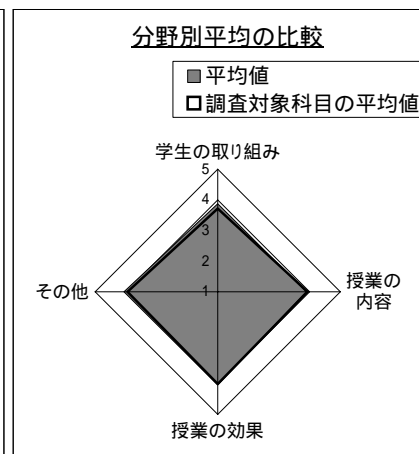 分野別平均の比較
平均値
調査対象科目の平均値
学生の取り組み
5
4
3
2
1
その他
授業の
内容
授業の効果